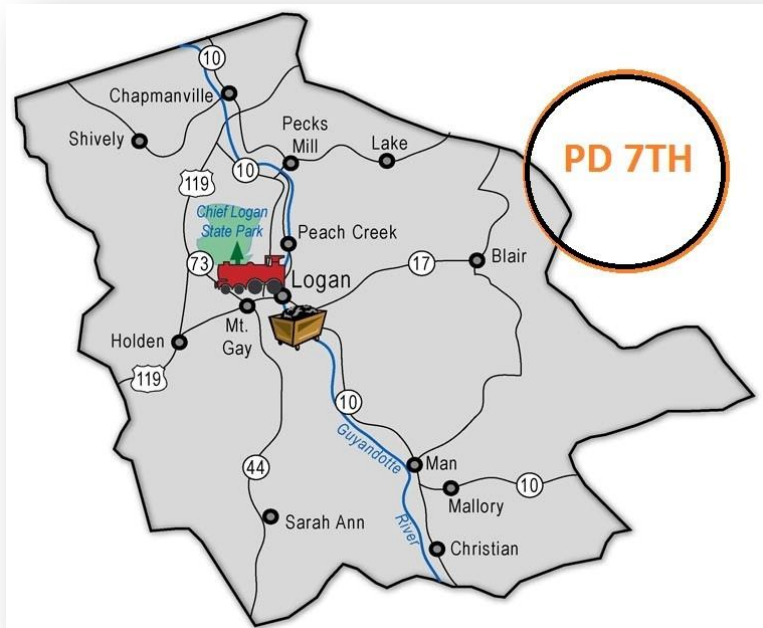 10
Chapmanville
Shively
Pecks
Mill
Lake
PD 7TH
10
119
Chief Logan
State Park
Peach Creek
73
17
Blair
Logan
Mt.
Gay
Holden
119
10
Guyandotte
River
44
Man
10
Mallory
Sarah Ann
Christian